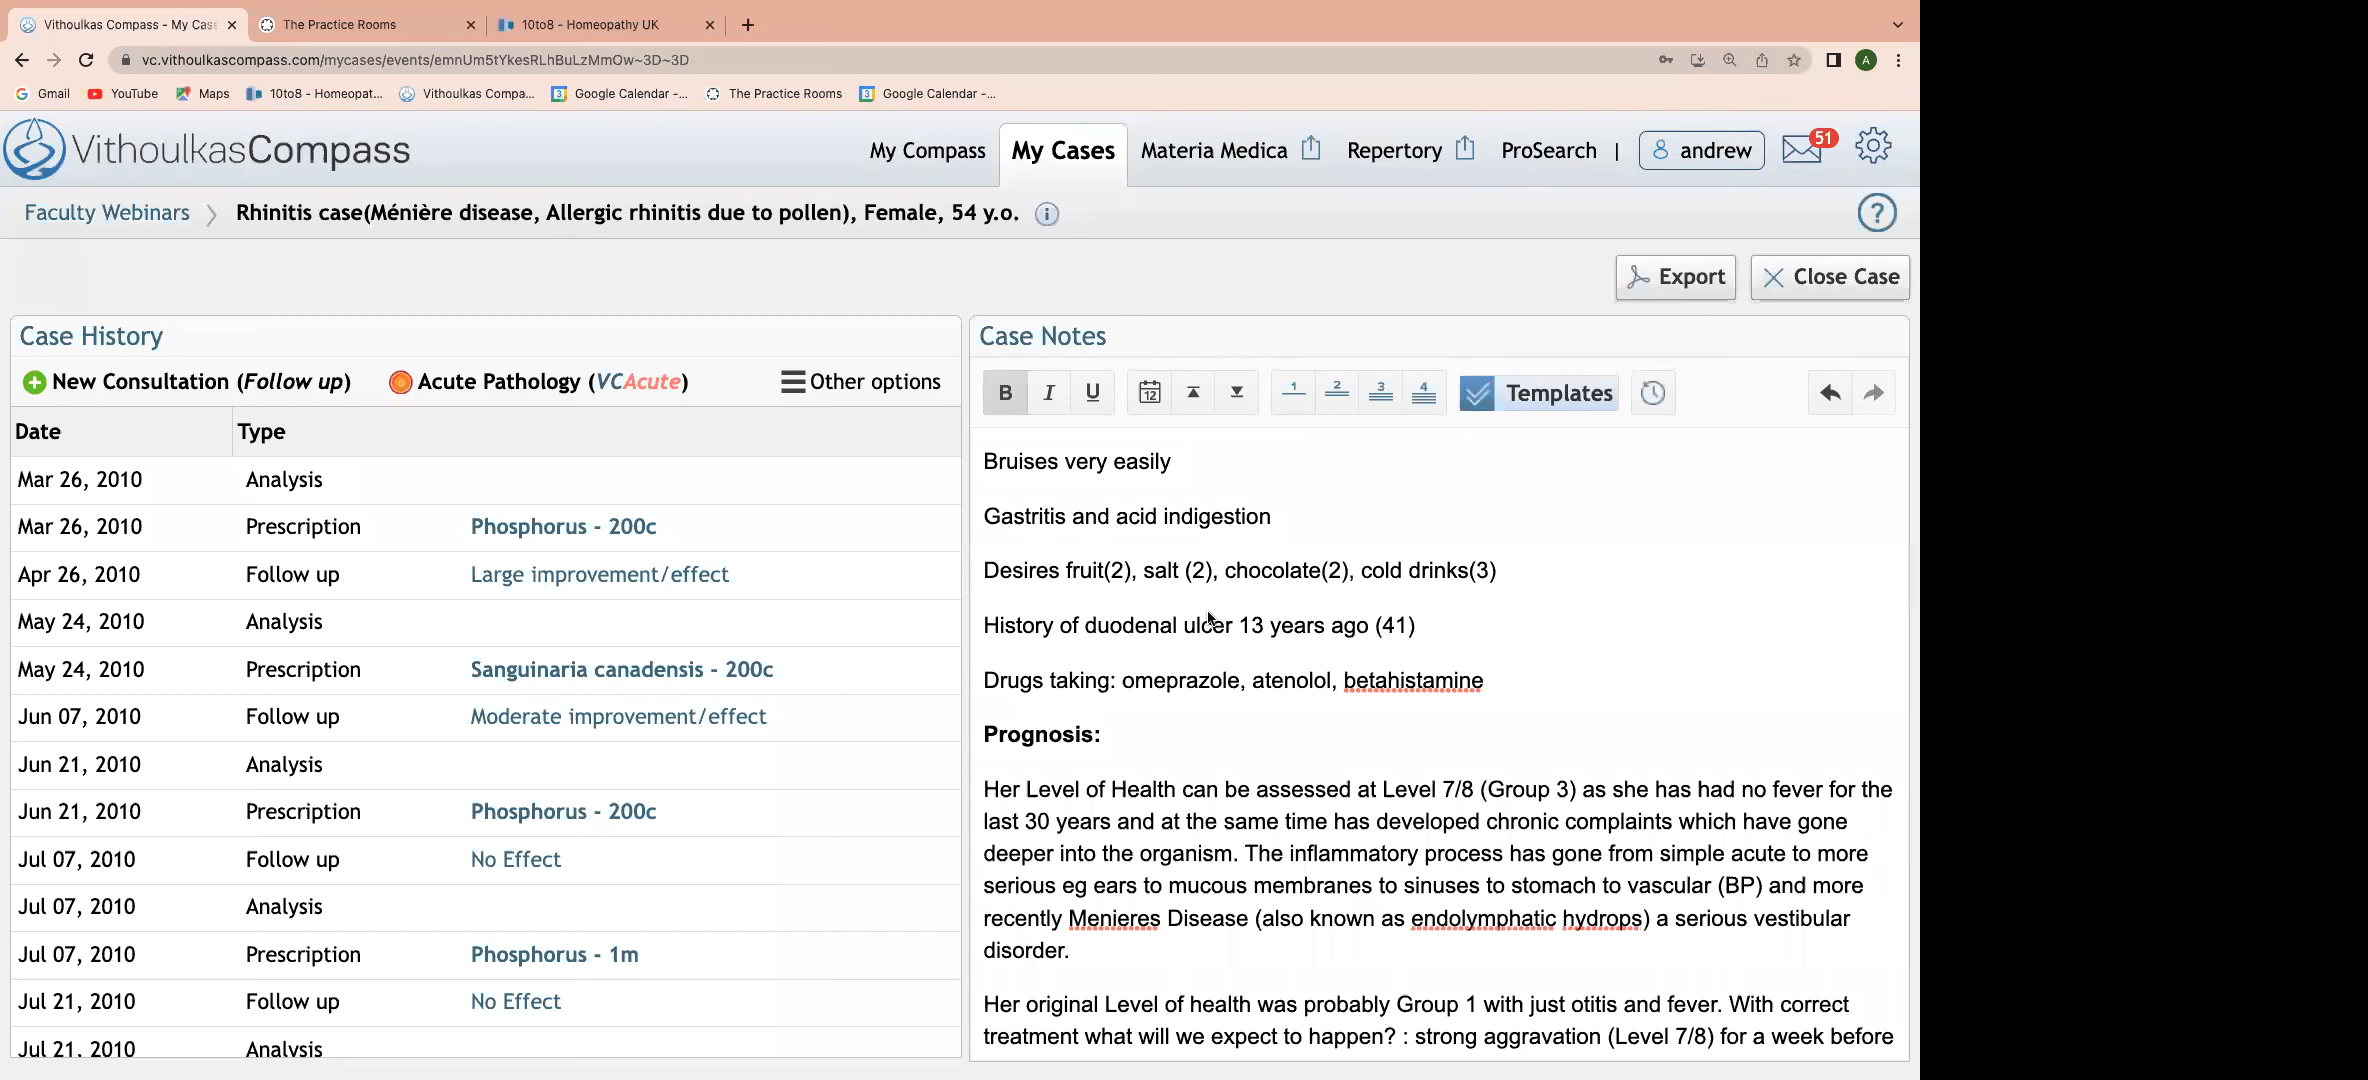 Vithoulkas Compass - My Case
The Practice Rooms
10to8 - Homeopathy UK
vc.vithoulkascompass.com/mycases/events/emnUm5tYkesRLhBuLzMmOw~3D~3D
A
Gmail
YouTube
Maps
10to8 - Homeopat...
Vithoulkas Compa...
Google Calendar -...
The Practice Rooms
Google Calendar -...
VithoulkasCompass
My Compass
My Cases
Materia Medica
Repertory
ProSearch |
andrew
51
Faculty Webinars
Rhinitis case(Ménière disease, Allergic rhinitis due to pollen), Female, 54 y.o.
i
?
Export
Close Case
Case History
New Consultation (Follow up)
Acute Pathology (VCAcute)
Other options
Date Type
Mar 26, 2010 Analysis
Mar 26, 2010 Prescription Phosphorus - 200c
Apr 26, 2010 Follow up Large improvement/effect
May 24, 2010 Analysis
May 24, 2010 Prescription Sanguinaria canadensis - 200c
Jun 07, 2010 Follow up Moderate improvement/effect
Jun 21, 2010 Analysis
Jun 21, 2010 Prescription Phosphorus - 200c
Jul 07, 2010 Follow up No Effect
Jul 07, 2010 Analysis
Jul 07, 2010 Prescription Phosphorus - 1m
Jul 21, 2010 Follow up No Effect
Jul 21, 2010 Analysis
Case Notes
B I U 12 1 2 3 4 Templates
Bruises very easily
Gastritis and acid indigestion
Desires fruit(2), salt (2), chocolate(2), cold drinks(3)
History of duodenal ulcer 13 years ago (41)
Drugs taking: omeprazole, atenolol, betahistamine
Prognosis:
Her Level of Health can be assessed at Level 7/8 (Group 3) as she has had no fever for the
last 30 years and at the same time has developed chronic complaints which have gone
deeper into the organism. The inflammatory process has gone from simple acute to more
serious eg ears to mucous membranes to sinuses to stomach to vascular (BP) and more
recently Menieres Disease (also known as endolymphatic hydrops) a serious vestibular
disorder.
Her original Level of health was probably Group 1 with just otitis and fever. With correct
treatment what will we expect to happen? : strong aggravation (Level 7/8) for a week before